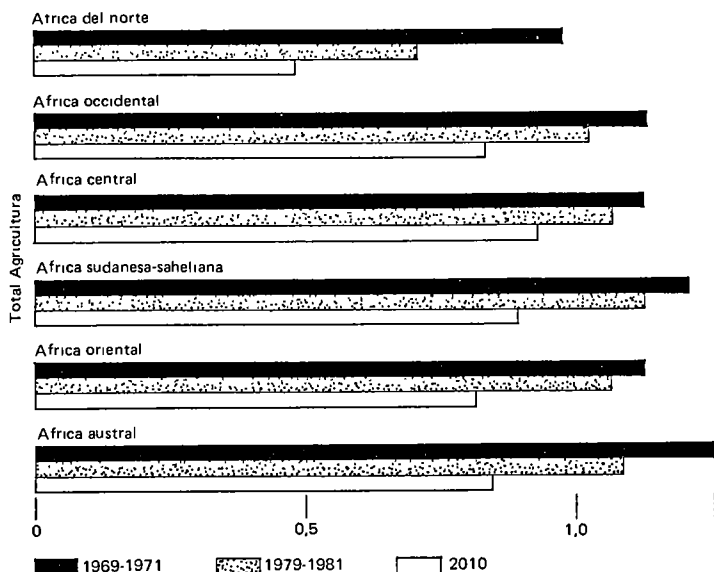 Africa del norte
Africa occidental
Africa central
Africa sudanesa-saheliana
Africa oriental
Africa austral
Total Agricultura
0 0,5 1,0
1969-1971 1979-1981 2010